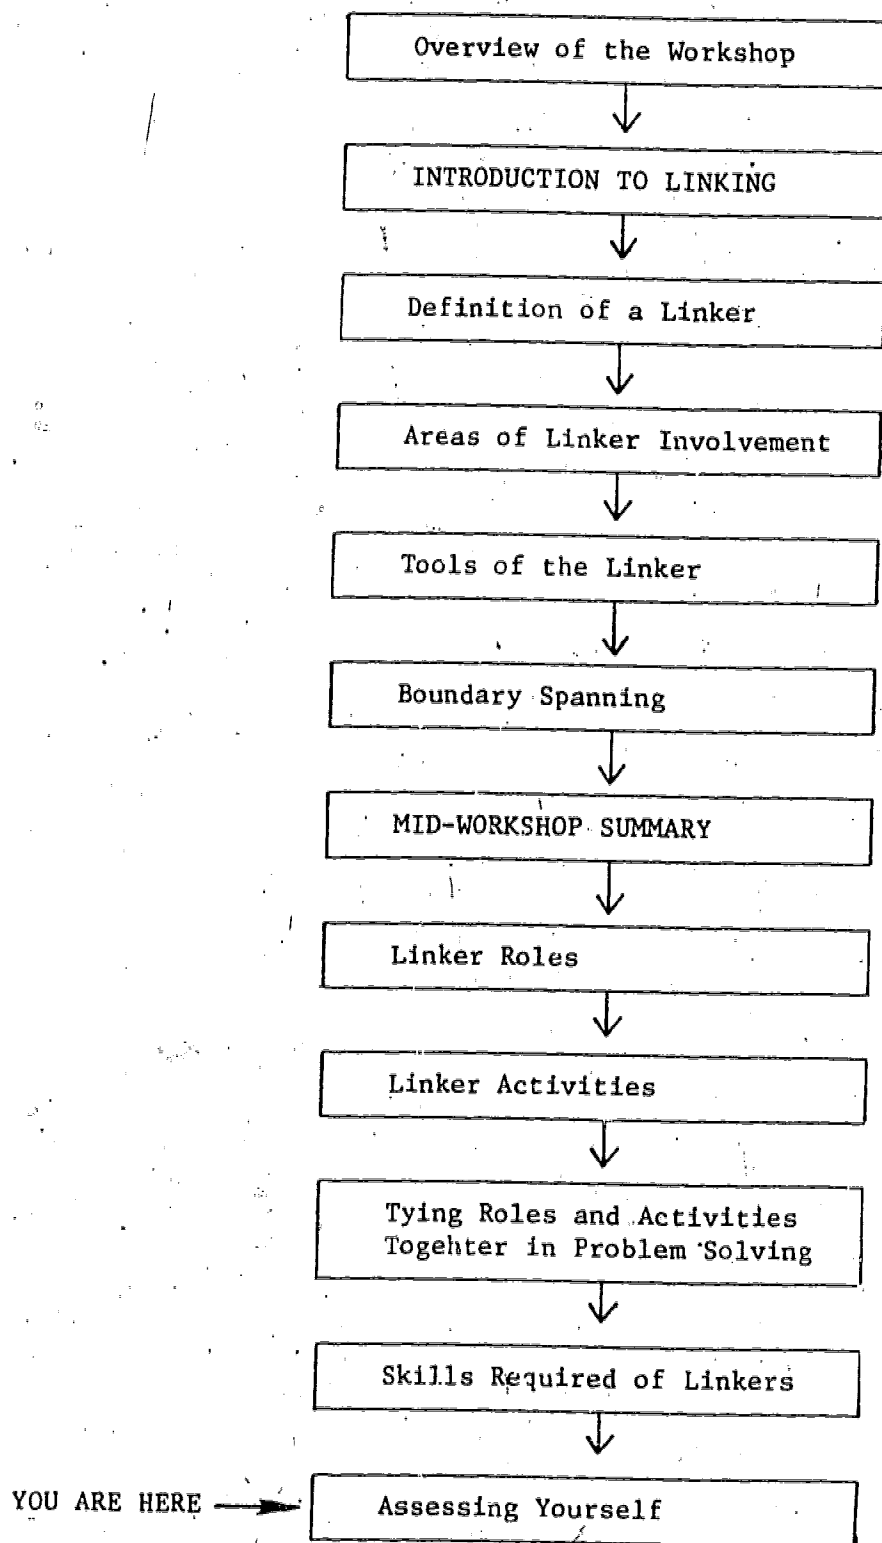 Overview of the Workshop
INTRODUCTION TO LINKING
Definition of a Linker
Areas of Linker Involvement
Tools of the Linker
Boundary Spanning
MID-WORKSHOP SUMMARY
Linker Roles
Linker Activities
Tying Roles and Activities
Togehter in Problem Solving
Skills Required of Linkers
YOU ARE HERE
Assessing Yourself